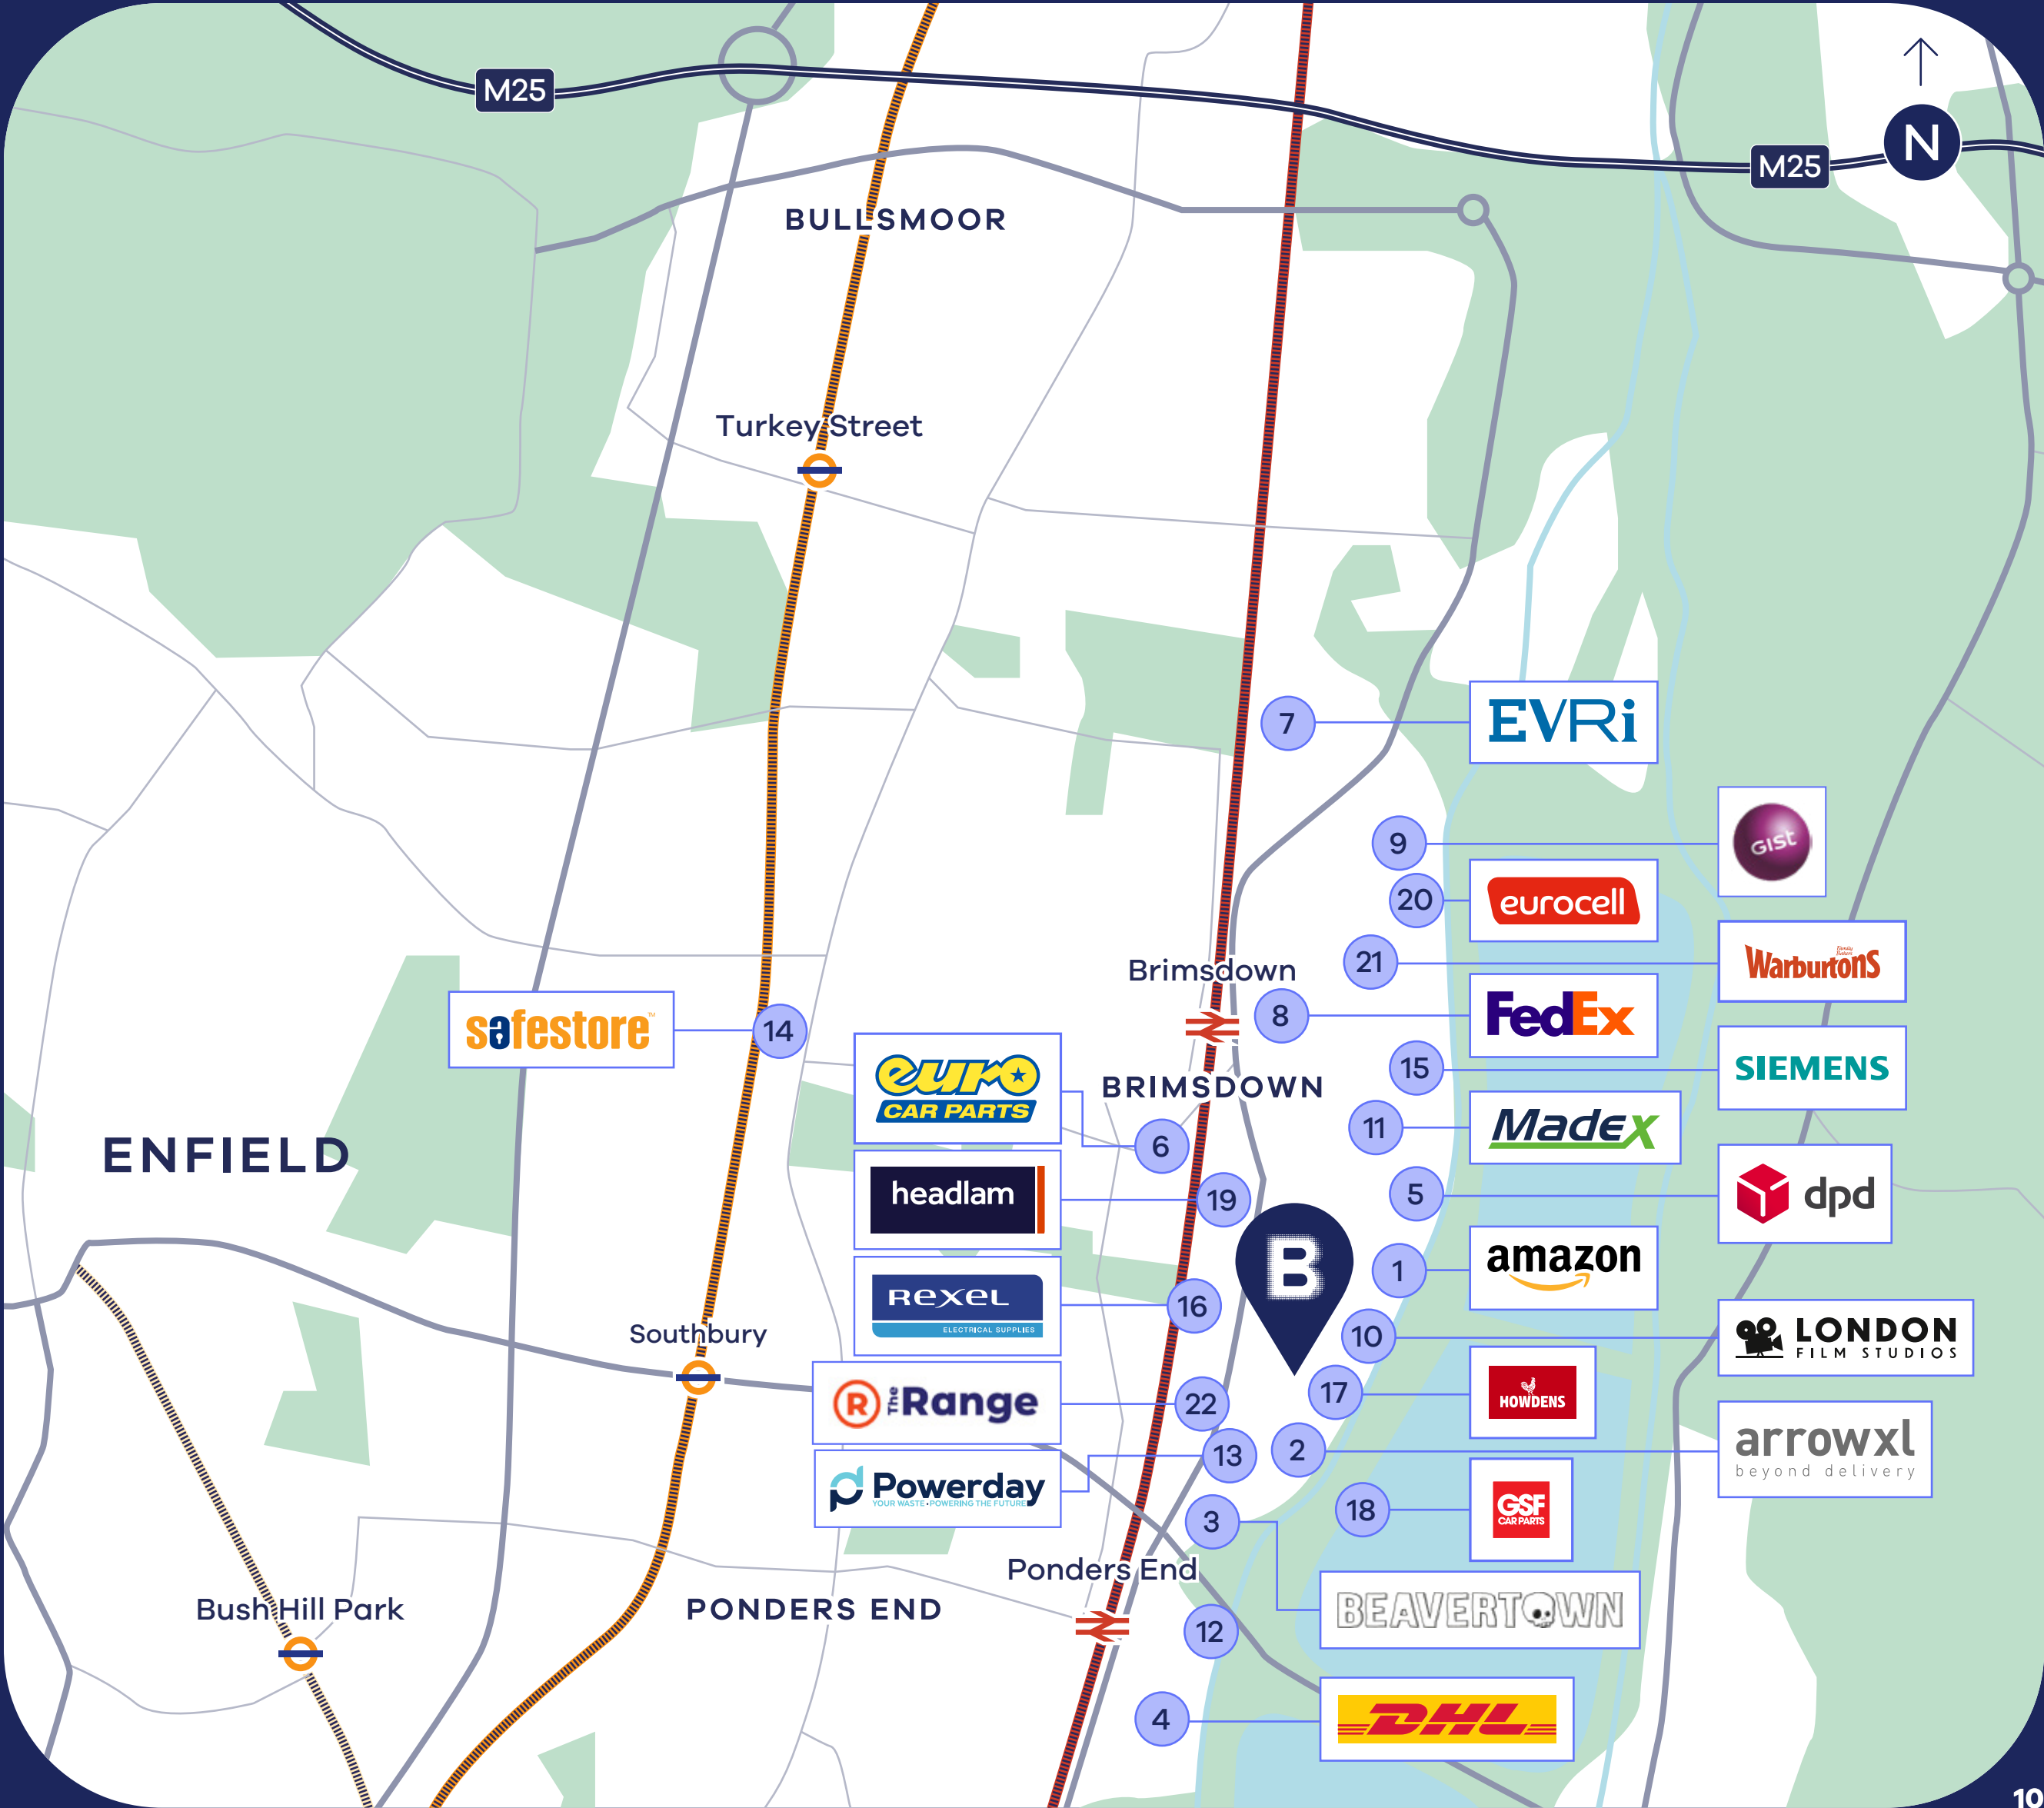 M25
N
M25
BULLSMOOR
Turkey Street
7
EVRi
9
GIST
20
eurocell
Brimsdown
21
Family Bakers
Warburtons
safestore™
14
8
FedEx
15
SIEMENS
euro
CAR PARTS
BRIMSDOWN
11
Madex
ENFIELD
6
headlam
19
5
dpd
B
1
amazon
REXEL
ELECTRICAL SUPPLIES
16
Southbury
10
LONDON
FILM STUDIOS
R The Range
22
17
HOWDENS
2
arrowxl
beyond delivery
13
Powerday
YOUR WASTE • POWERING THE FUTURE
18
GSF
CAR PARTS
3
Ponders End
Bush Hill Park
PONDERS END
BEAVERTOWN
12
4
DHL
10